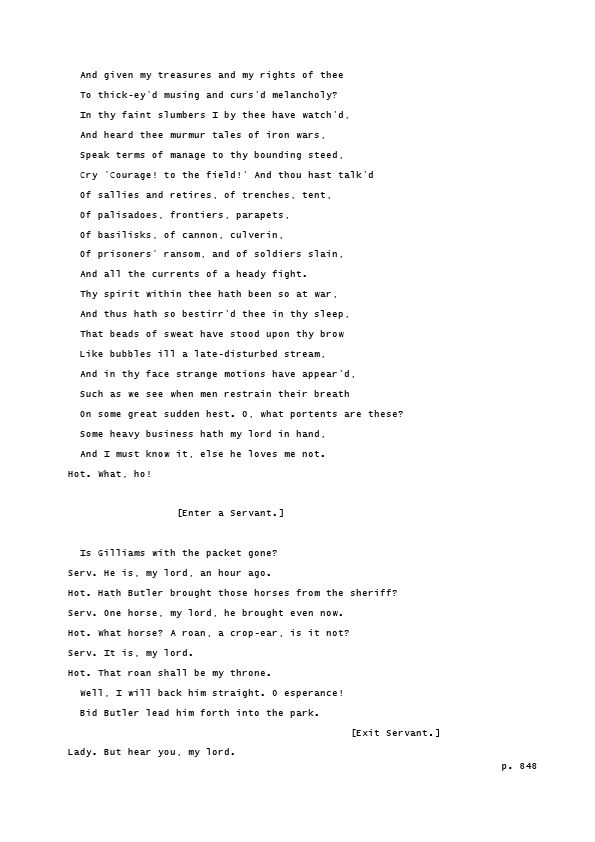 And given my treasures and my rights of thee
To thick-ey'd musing and curs'd melancholy?
In thy faint slumbers I by thee have watch'd,
And heard thee murmur tales of iron wars,
Speak terms of manage to thy bounding steed,
Cry 'Courage! to the field!' And thou hast talk'd
Of sallies and retires, of trenches, tent,
Of palisadoes, frontiers, parapets,
Of basilisks, of cannon, culverin,
Of prisoners' ransom, and of soldiers slain,
And all the currents of a heady fight.
Thy spirit within thee hath been so at war,
And thus hath so bestirr'd thee in thy sleep,
That beads of sweat have stood upon thy brow
Like bubbles ill a late-disturbed stream,
And in thy face strange motions have appear'd,
Such as we see when men restrain their breath
On some great sudden hest. O, what portents are these?
Some heavy business hath my lord in hand,
And I must know it, else he loves me not.
Hot. What, ho!
[Enter a Servant.]
Is Gilliams with the packet gone?
Serv. He is, my lord, an hour ago.
Hot. Hath Butler brought those horses from the sheriff?
Serv. One horse, my lord, he brought even now.
Hot. What horse? A roan, a crop-ear, is it not?
Serv. It is, my lord.
Hot. That roan shall be my throne.
Well, I will back him straight. O esperance!
Bid Butler lead him forth into the park.
[Exit Servant.]
Lady. But hear you, my lord.
p. 848